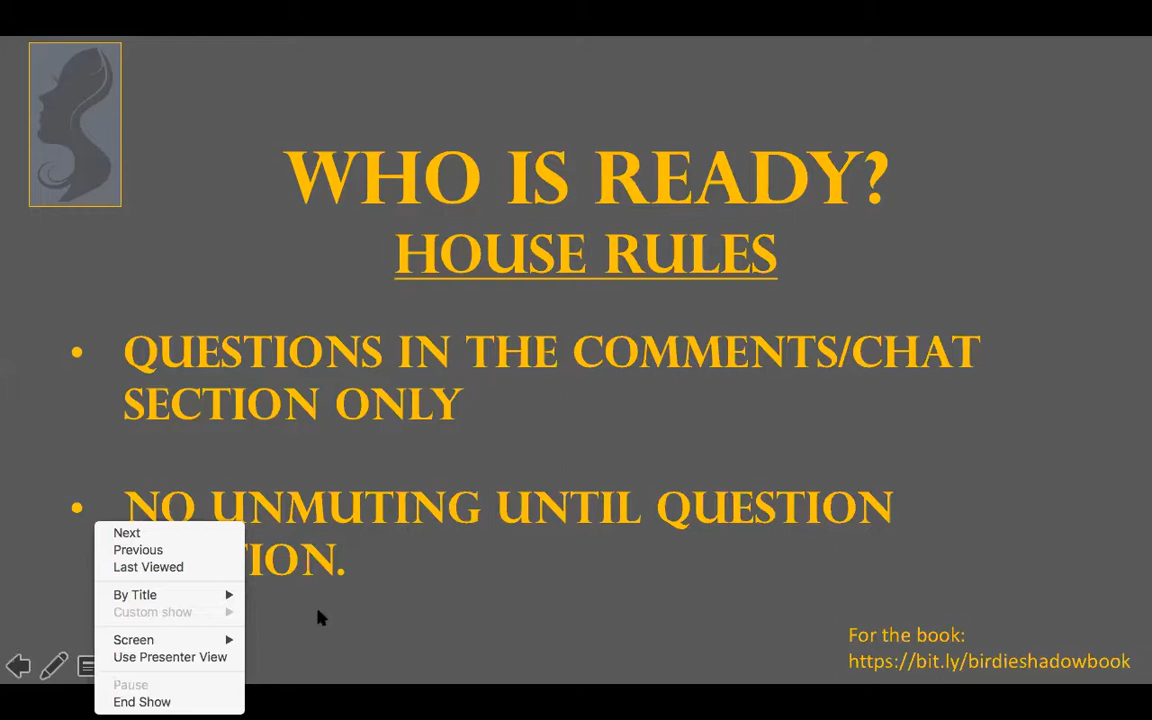 WHO IS READY?
HOUSE RULES
• QUESTIONS IN THE COMMENTS/CHAT
SECTION ONLY
• NO UNMUTING UNTIL QUESTION
TION.
Next
Previous
Last Viewed
By Title
Custom show
Screen
Use Presenter View
Pause
End Show
For the book:
https://bit.ly/birdieshadowbook